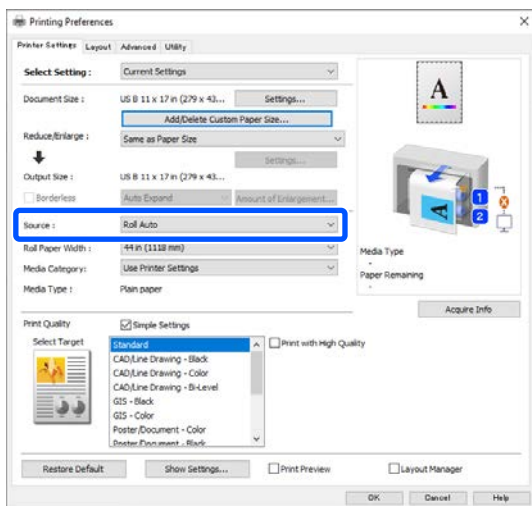 Printing Preferences
Printer Settings Layout Advanced Utility
Select Setting : Current Settings
Document Size : US B 11 x 17 in (279 x 43... Settings...
Add/Delete Custom Paper Size...
Reduce/Enlarge : Same as Paper Size
Settings...
Output Size : US B 11 x 17 in (279 x 43...
Borderless Auto Expand Amount of Enlargement...
Source : Roll Auto
Roll Paper Width : 44 in (1118 mm)
Media Category: Use Printer Settings
Media Type : Plain paper
A
A
1
2
Media Type
-
Paper Remaining
-
Acquire Info
Print Quality Simple Settings
Select Target Standard Print with High Quality
CAD/Line Drawing - Black
CAD/Line Drawing - Color
CAD/Line Drawing - Bi-Level
GIS - Black
GIS - Color
Poster/Document - Color
Poster/Document - Black
Restore Default Show Settings... Print Preview Layout Manager
OK Cancel Help